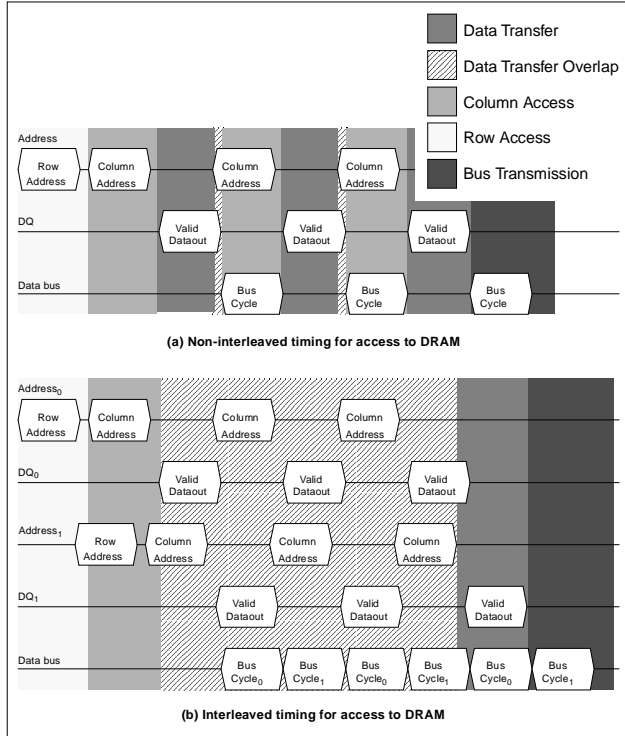 Data Transfer
Data Transfer Overlap
Column Access
Row Access
Bus Transmission
Address
Row
Address
Column
Address
Column
Address
Column
Address
DQ
Valid
Dataout
Valid
Dataout
Valid
Dataout
Data bus
Bus
Cycle
Bus
Cycle
Bus
Cycle
(a) Non-interleaved timing for access to DRAM
Address0
Row
Address
Column
Address
Column
Address
Column
Address
DQ0
Valid
Dataout
Valid
Dataout
Valid
Dataout
Address1
Row
Address
Column
Address
Column
Address
Column
Address
DQ1
Valid
Dataout
Valid
Dataout
Valid
Dataout
Data bus
Bus
Cycle0
Bus
Cycle1
Bus
Cycle0
Bus
Cycle1
Bus
Cycle0
Bus
Cycle1
(b) Interleaved timing for access to DRAM